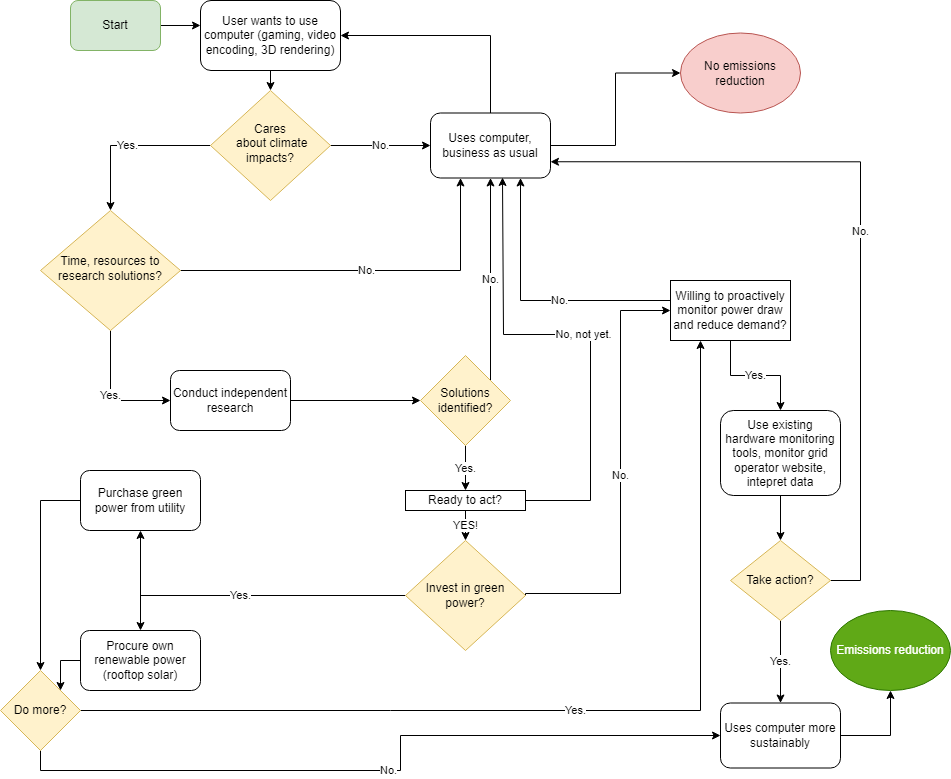 Start
User wants to use
computer (gaming, video
encoding, 3D rendering)
No emissions
reduction
Cares
about climate
impacts?
Yes.
No.
Uses computer,
business as usual
No.
Time, resources to
research solutions?
No.
No.
Willing to proactively
monitor power draw
and reduce demand?
No.
No, not yet.
Yes.
Conduct independent
research
Yes.
Solutions
identified?
Yes.
Use existing
hardware monitoring
tools, monitor grid
operator website,
intepret data
Yes.
No.
Purchase green
power from utility
Ready to act?
YES!
Invest in green
power?
Yes.
Take action?
Procure own
renewable power
(rooftop solar)
Yes.
Emissions reduction
Do more?
Yes.
Uses computer more
sustainably
No.